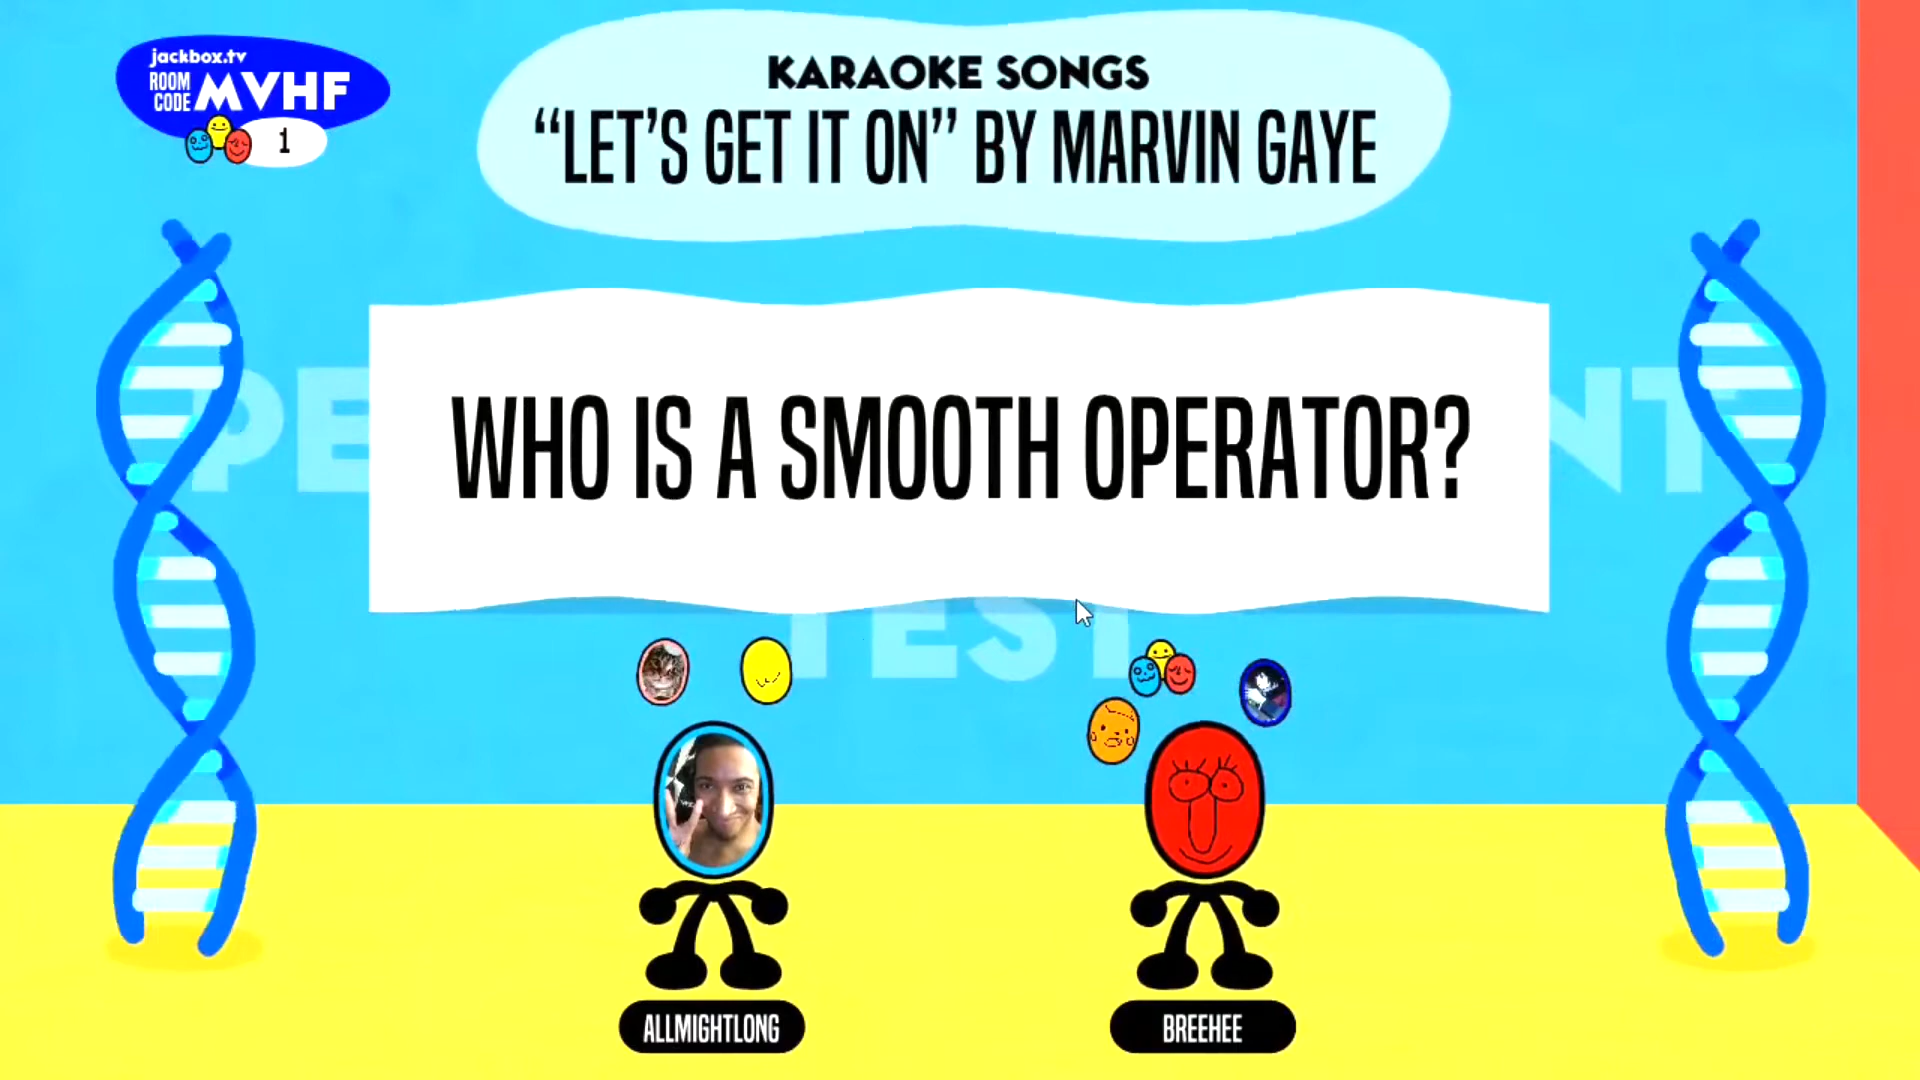 jackbox.tv
ROOM CODE MVHF
1
KARAOKE SONGS
“LET’S GET IT ON” BY MARVIN GAYE
WHO IS A SMOOTH OPERATOR?
TEST
ALLMIGHTLONG
BREEHEE